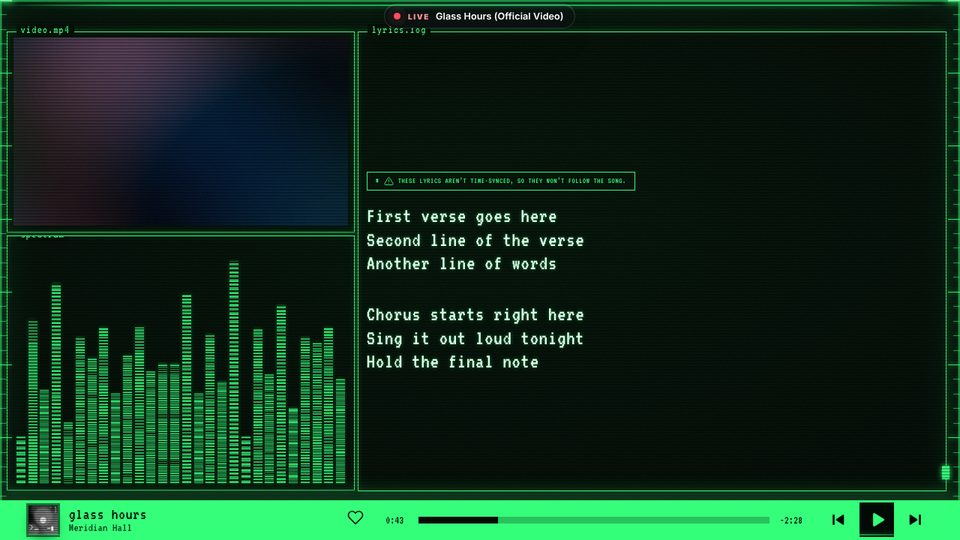 LIVE Glass Hours (Official Video)
video.mp4
lyrics.log
THESE LYRICS AREN'T TIME-SYNCED, SO THEY WON'T FOLLOW THE SONG.
First verse goes here
Second line of the verse
Another line of words
Chorus starts right here
Sing it out loud tonight
Hold the final note
spectrum
glass hours
Meridian Hall
0:43
-2:28